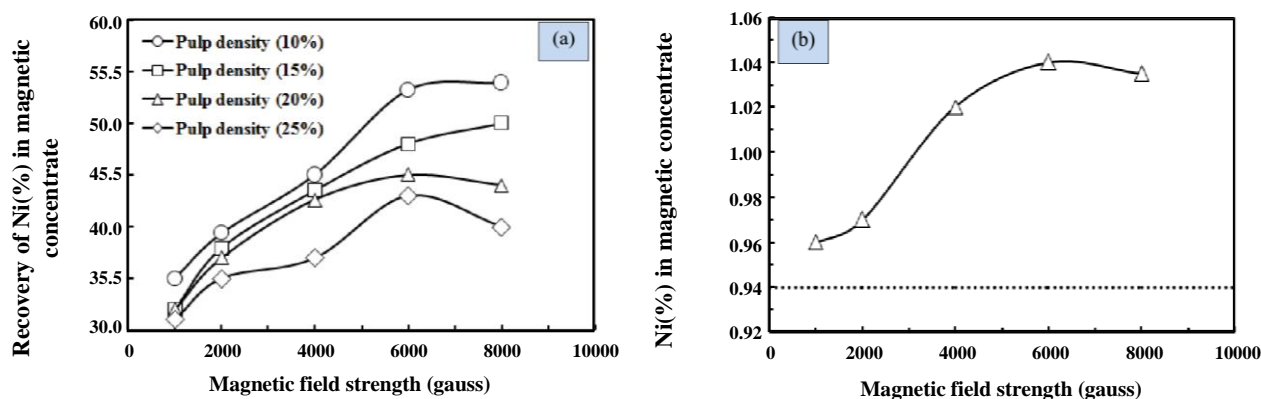 (a)
Pulp density (10%)
Pulp density (15%)
Pulp density (20%)
Pulp density (25%)
60.0
55.5
50.0
45.5
40.0
35.5
30.0
0
2000
4000
6000
8000
10000
Recovery of Ni(%) in magnetic
concentrate
Magnetic field strength (gauss)
(b)
1.06
1.04
1.02
1.00
0.98
0.96
0.94
0.92
0
2000
4000
6000
8000
10000
Ni(%) in magnetic concentrate
Magnetic field strength (gauss)